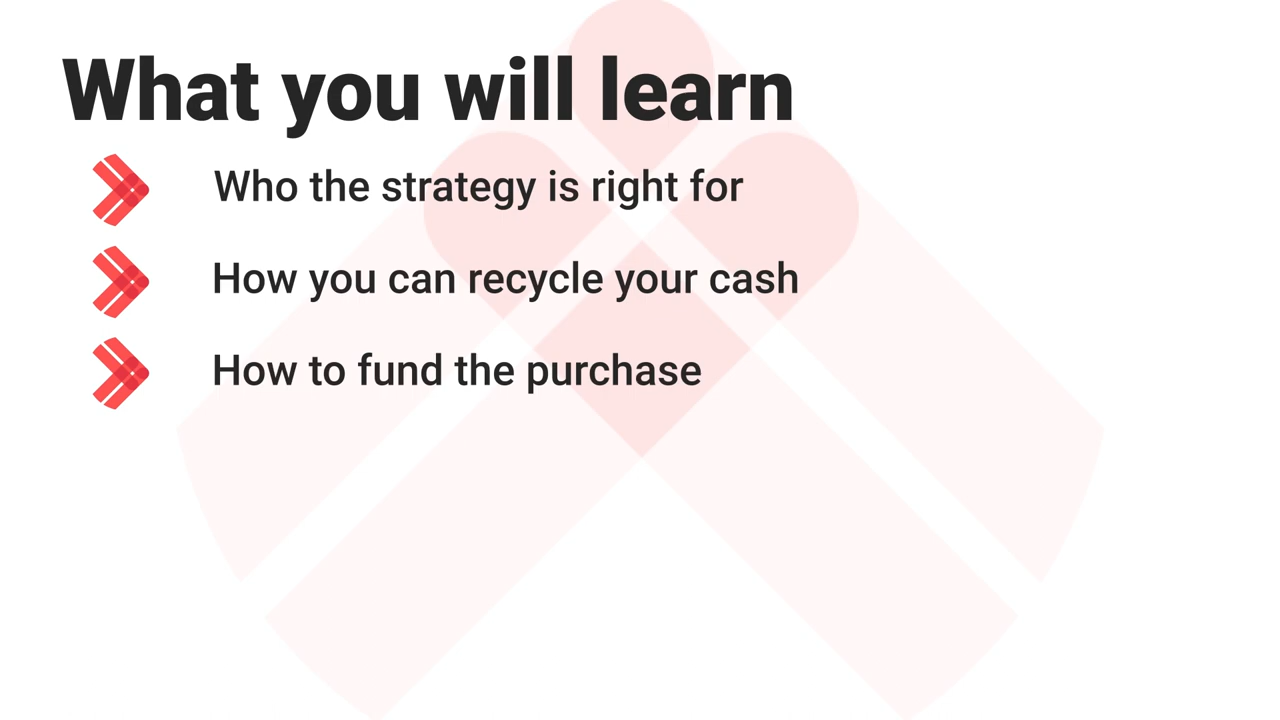 What you will learn
Who the strategy is right for
How you can recycle your cash
How to fund the purchase